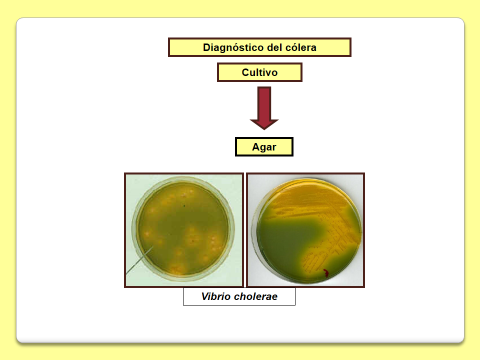 Diagnóstico del cólera
Cultivo
Agar
Vibrio cholerae